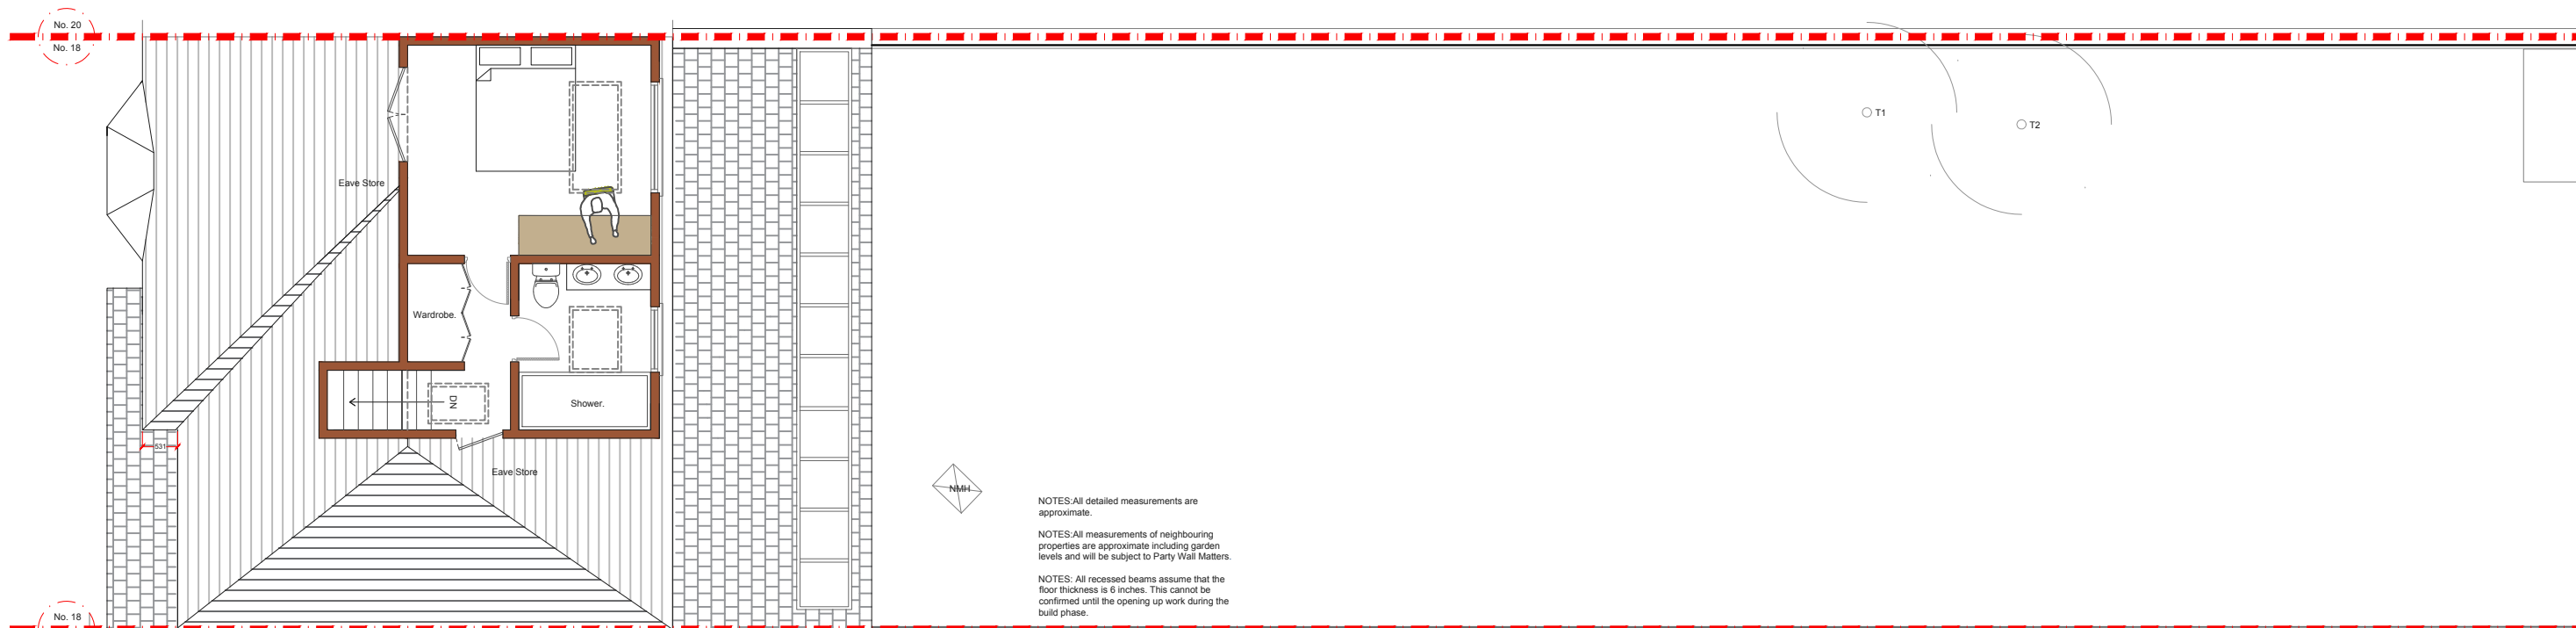 No. 20
No. 18
T1
T2
Eave Store
Wardrobe.
DN
Shower.
531
Eave Store
NMH
NOTES:All detailed measurements are
approximate.
NOTES:All measurements of neighbouring
properties are approximate including garden
levels and will be subject to Party Wall Matters.
NOTES: All recessed beams assume that the
floor thickness is 6 inches. This cannot be
confirmed until the opening up work during the
build phase.
No. 18